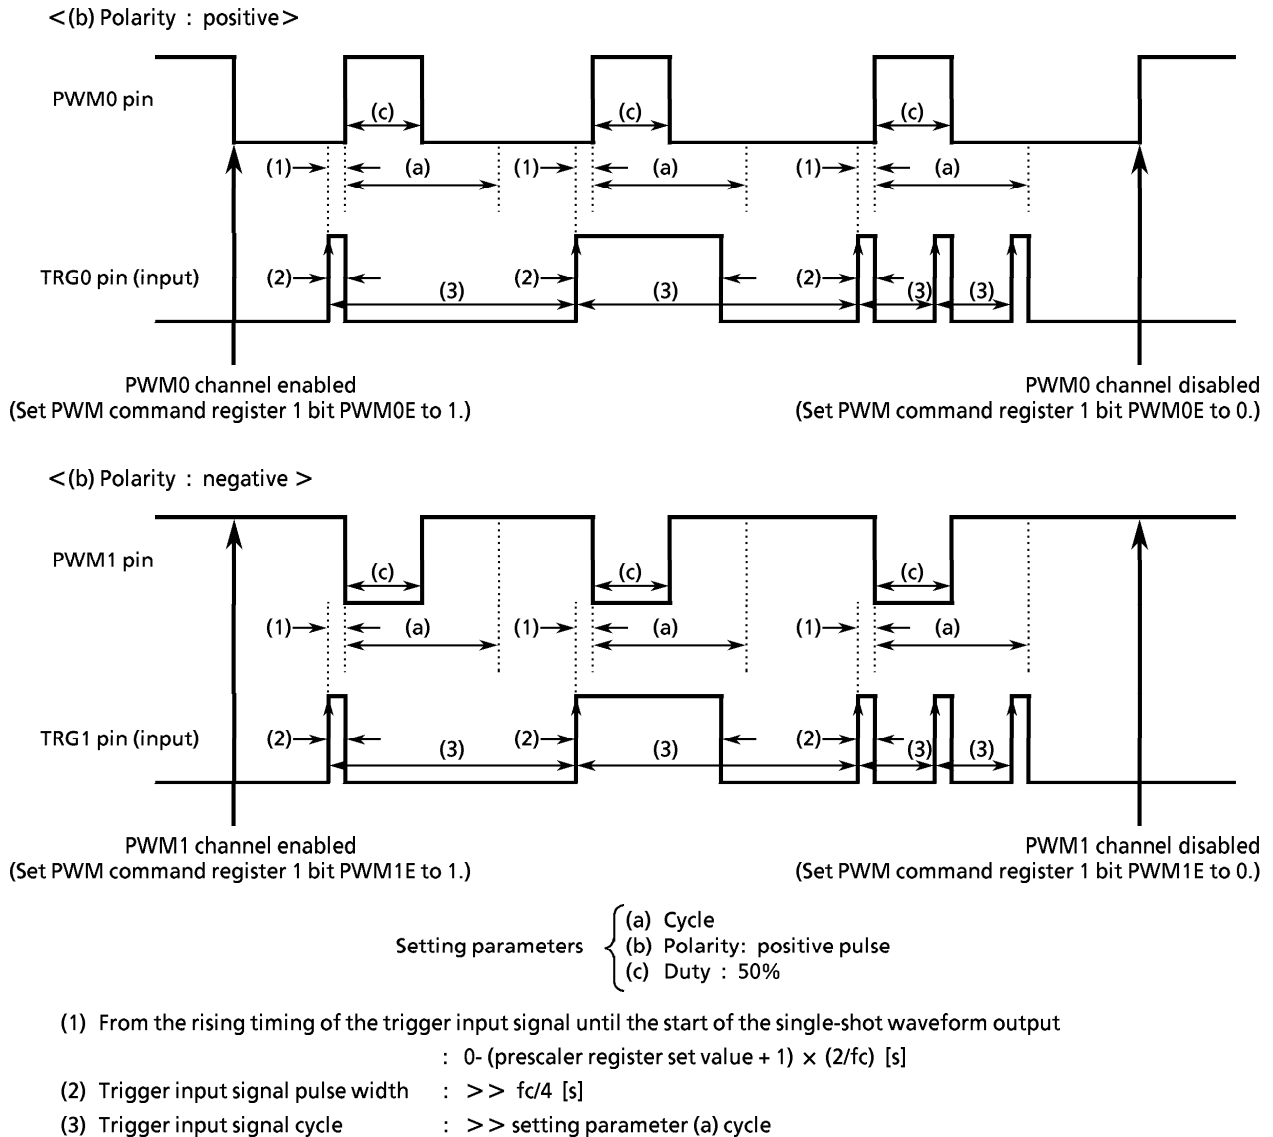 <(b) Polarity : positive>
PWM0 pin
(c) (c) (c)
(1) (a) (1) (a) (1) (a)
TRG0 pin (input)
(2) (3) (2) (3) (2) (3) (3)
PWM0 channel enabled
(Set PWM command register 1 bit PWM0E to 1.)
PWM0 channel disabled
(Set PWM command register 1 bit PWM0E to 0.)
<(b) Polarity : negative >
PWM1 pin
(c) (c) (c)
(1) (a) (1) (a) (1) (a)
TRG1 pin (input)
(2) (3) (2) (3) (2) (3) (3)
PWM1 channel enabled
(Set PWM command register 1 bit PWM1E to 1.)
PWM1 channel disabled
(Set PWM command register 1 bit PWM1E to 0.)
Setting parameters
(a) Cycle
(b) Polarity: positive pulse
(c) Duty : 50%
(1) From the rising timing of the trigger input signal until the start of the single-shot waveform output
: 0- (prescaler register set value + 1) × (2/fc) [s]
(2) Trigger input signal pulse width : >> fc/4 [s]
(3) Trigger input signal cycle : >> setting parameter (a) cycle